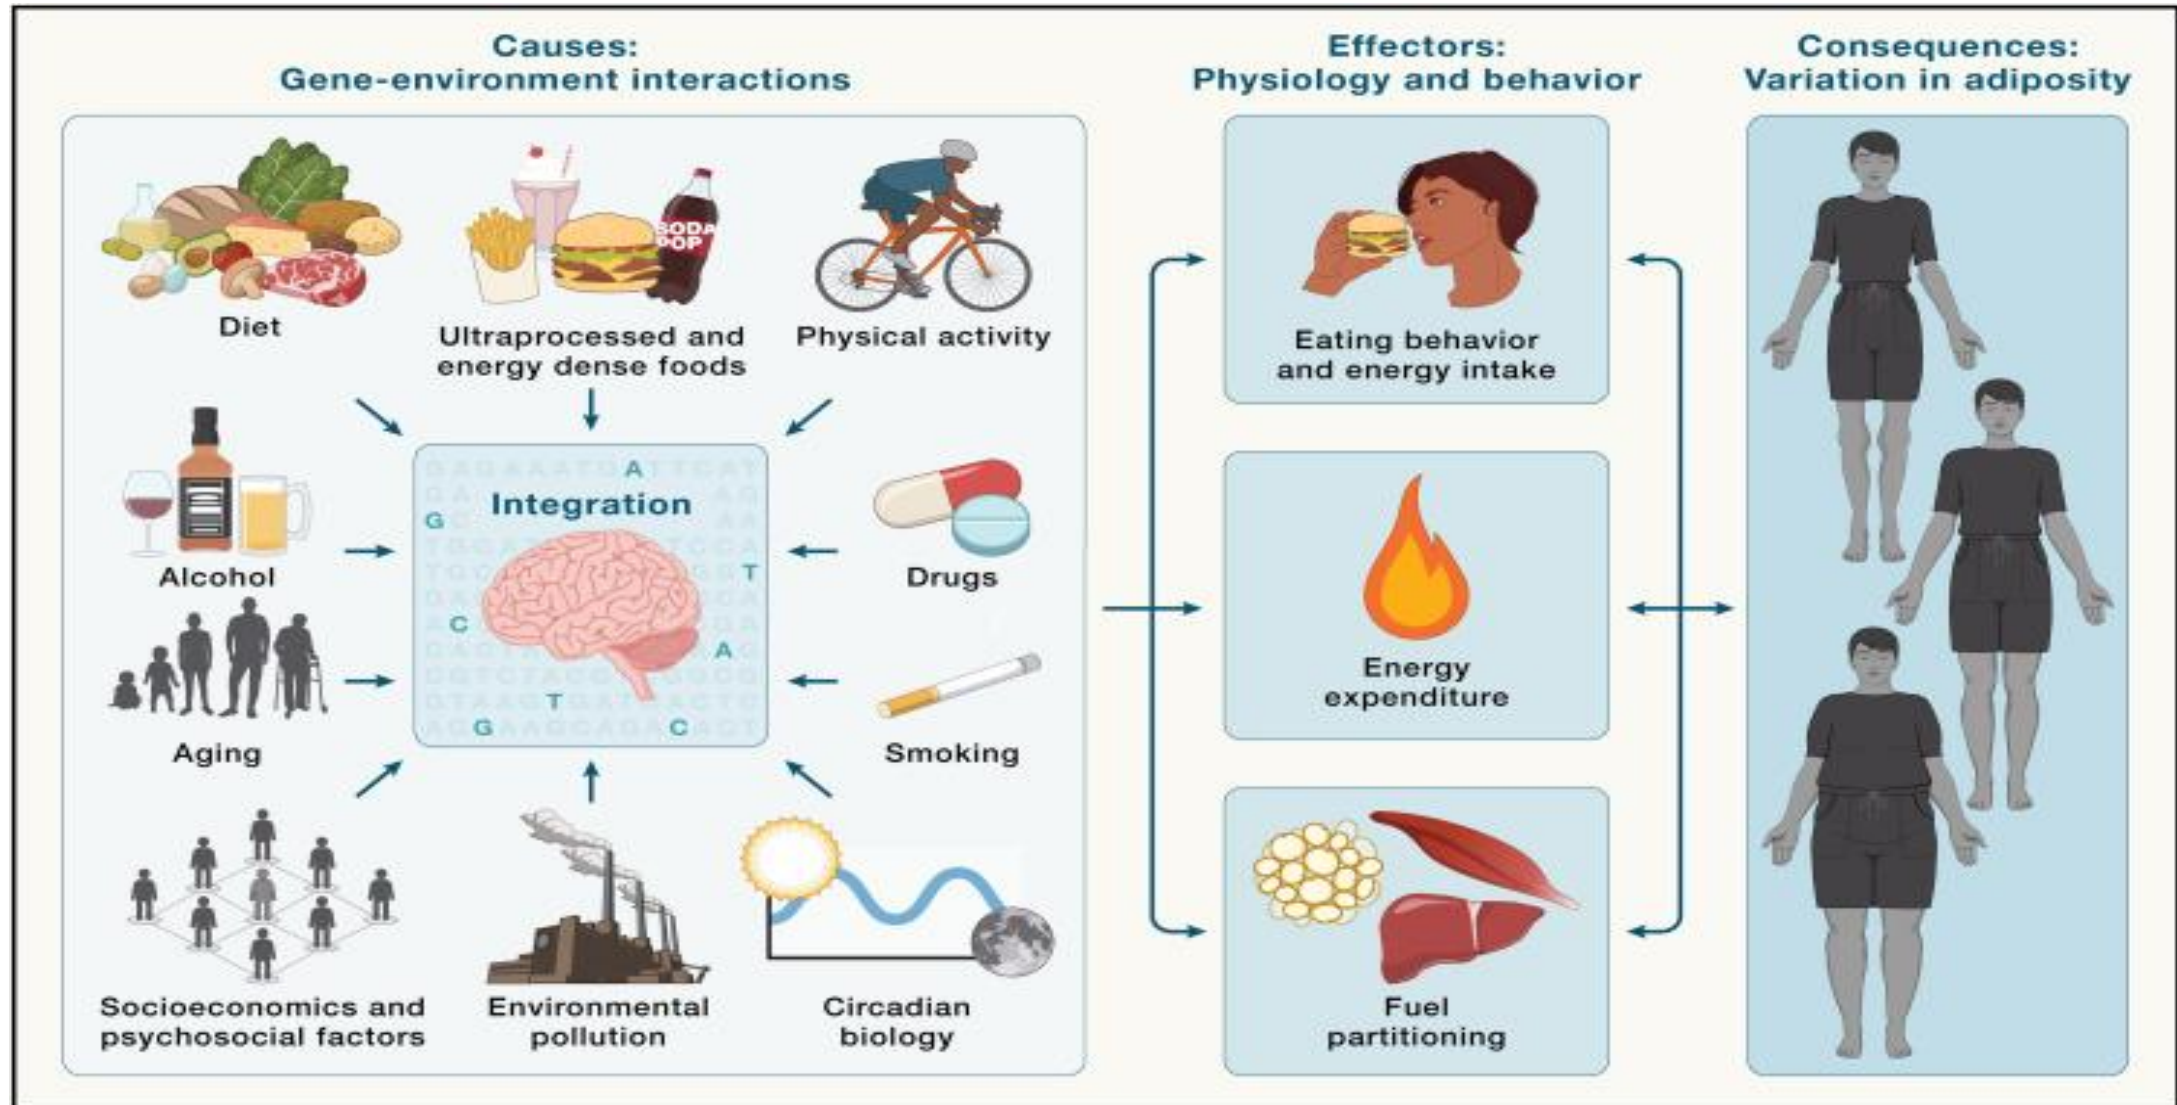 Causes:
Gene-environment interactions
Effectors:
Physiology and behavior
Consequences:
Variation in adiposity
SODA
POP
Diet
Ultraprocessed and
energy dense foods
Physical activity
Alcohol
Integration
Drugs
Aging
Smoking
Socioeconomics and
psychosocial factors
Environmental
pollution
Circadian
biology
Eating behavior
and energy intake
Energy
expenditure
Fuel
partitioning
A
G
T
C
A
T
G
C